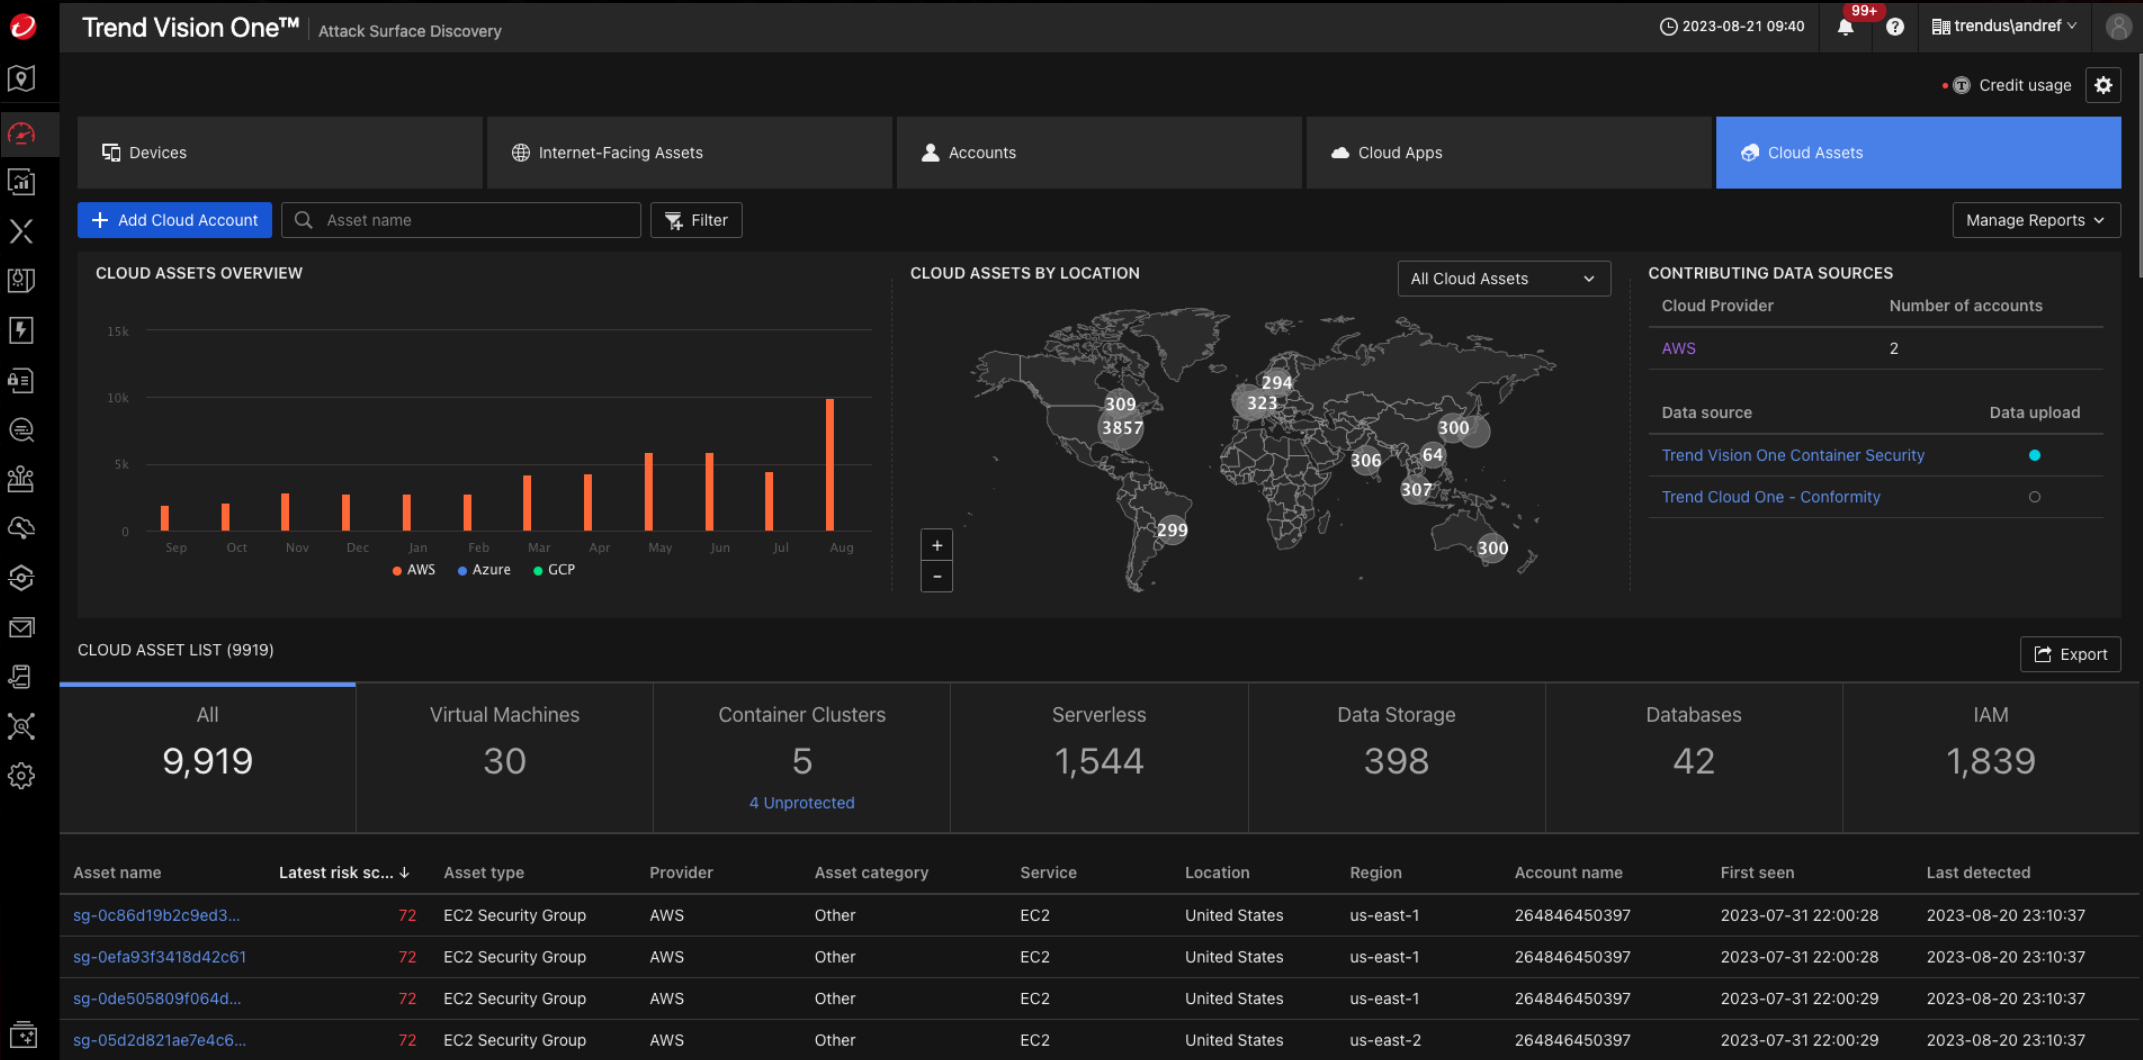 Trend Vision One™ Attack Surface Discovery 2023-08-21 09:40 99+ trendus\andref
Credit usage
Devices Internet-Facing Assets Accounts Cloud Apps Cloud Assets
Add Cloud Account Asset name Filter Manage Reports
CLOUD ASSETS OVERVIEW
15k
10k
5k
0
Sep Oct Nov Dec Jan Feb Mar Apr May Jun Jul Aug
AWS Azure GCP
CLOUD ASSETS BY LOCATION All Cloud Assets
294
309 323
3857 300
306 64
307
299
300
+
-
CONTRIBUTING DATA SOURCES
Cloud Provider Number of accounts
AWS 2
Data source Data upload
Trend Vision One Container Security
Trend Cloud One - Conformity
CLOUD ASSET LIST (9919) Export
All Virtual Machines Container Clusters Serverless Data Storage Databases IAM
9,919 30 5 1,544 398 42 1,839
4 Unprotected
Asset name Latest risk sc... Asset type Provider Asset category Service Location Region Account name First seen Last detected
sg-0c86d19b2c9ed3... 72 EC2 Security Group AWS Other EC2 United States us-east-1 264846450397 2023-07-31 22:00:28 2023-08-20 23:10:37
sg-0efa93f3418d42c61 72 EC2 Security Group AWS Other EC2 United States us-east-1 264846450397 2023-07-31 22:00:28 2023-08-20 23:10:37
sg-0de505809f064d... 72 EC2 Security Group AWS Other EC2 United States us-east-1 264846450397 2023-07-31 22:00:29 2023-08-20 23:10:37
sg-05d2d821ae7e4c6... 72 EC2 Security Group AWS Other EC2 United States us-east-2 264846450397 2023-07-31 22:00:29 2023-08-20 23:10:37